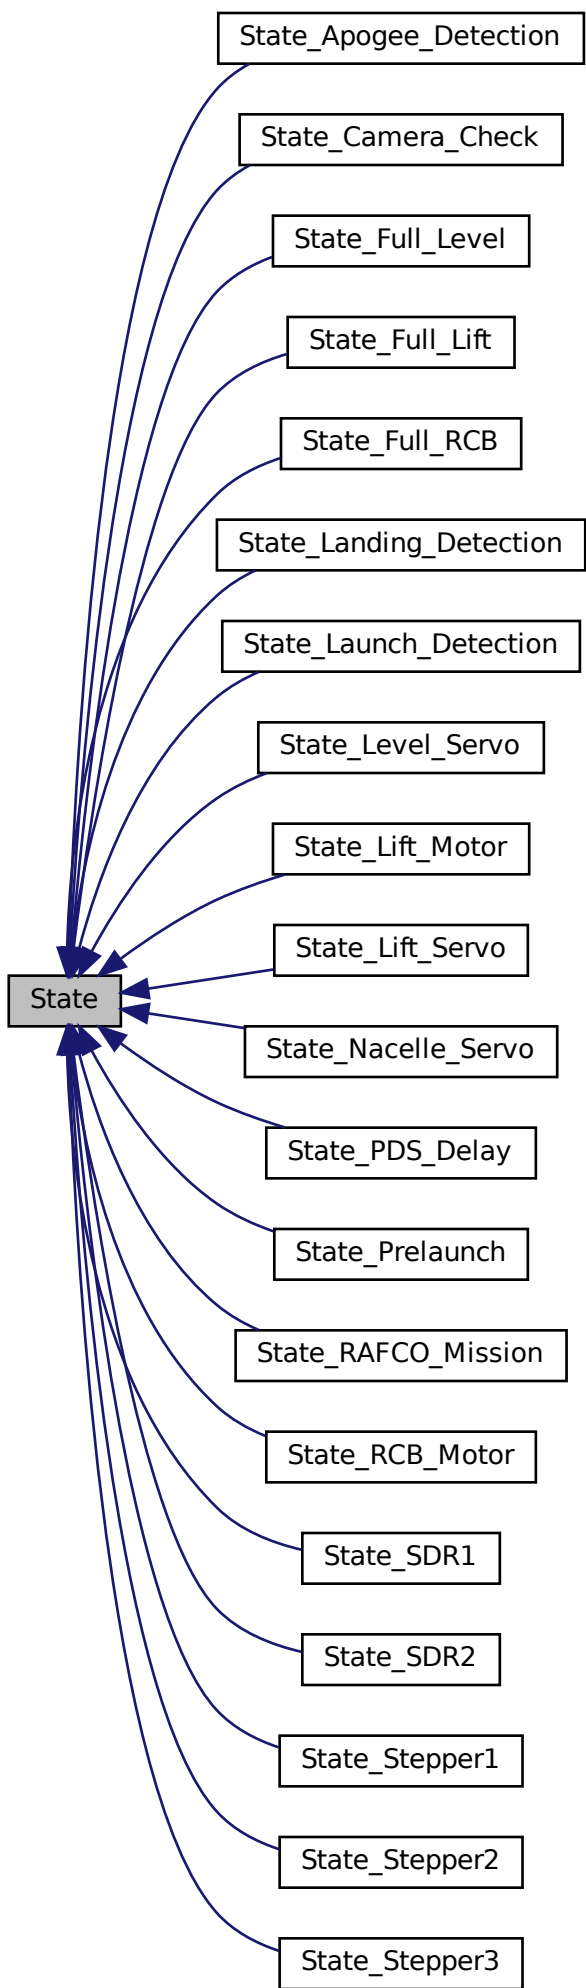 State_Apogee_Detection
State_Camera_Check
State_Full_Level
State_Full_Lift
State_Full_RCB
State_Landing_Detection
State_Launch_Detection
State_Level_Servo
State_Lift_Motor
State_Lift_Servo
State
State_Nacelle_Servo
State_PDS_Delay
State_Prelaunch
State_RAFCO_Mission
State_RCB_Motor
State_SDR1
State_SDR2
State_Stepper1
State_Stepper2
State_Stepper3